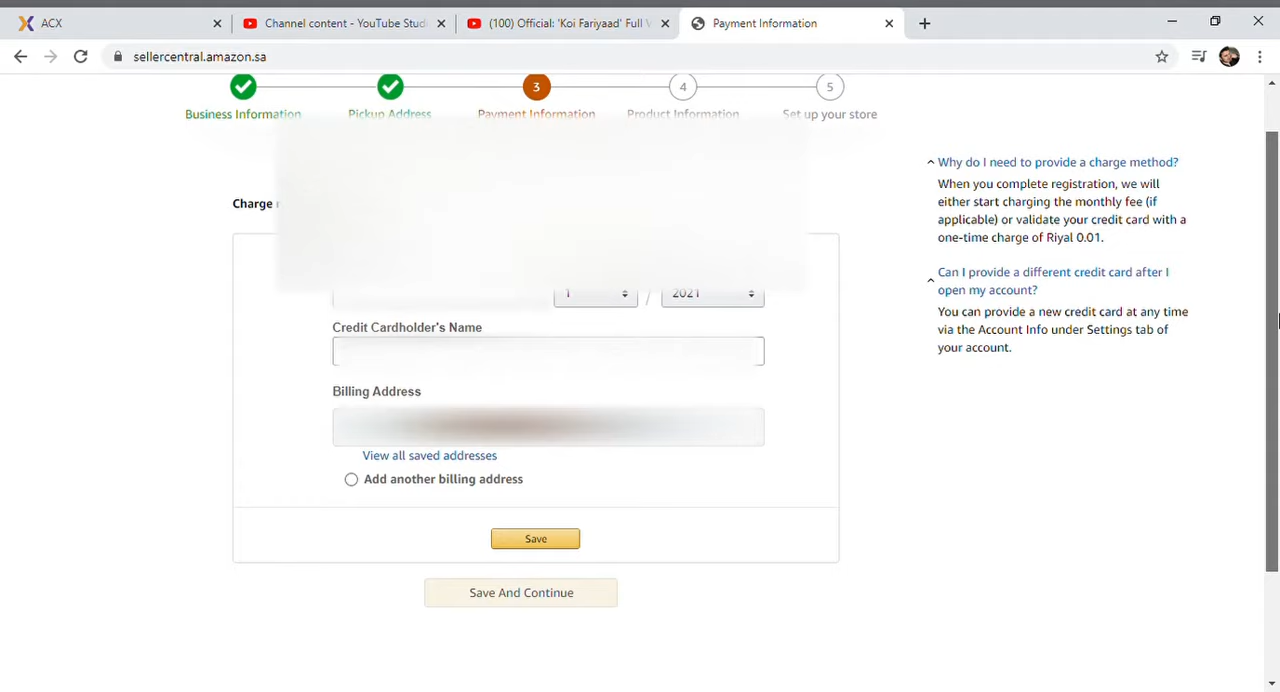 ACX
Channel content - YouTube Studi
(100) Official: 'Koi Fariyaad' Full V
Payment Information
sellercentral.amazon.sa
3
4
5
Business Information
Pickup Address
Payment Information
Product Information
Set up your store
Why do I need to provide a charge method?
When you complete registration, we will
either start charging the monthly fee (if
applicable) or validate your credit card with a
one-time charge of Riyal 0.01.
Charge
Can I provide a different credit card after I
open my account?
1 / 2021
You can provide a new credit card at any time
via the Account Info under Settings tab of
your account.
Credit Cardholder's Name
Billing Address
View all saved addresses
Add another billing address
Save
Save And Continue